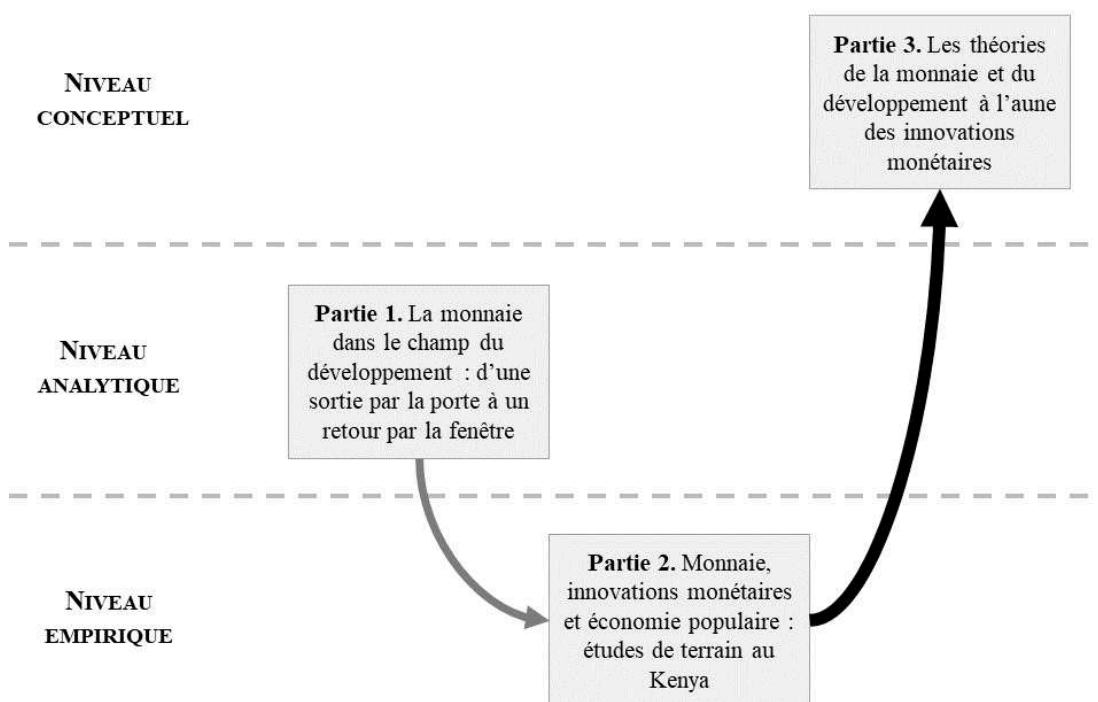 NIVEAU
CONCEPTUEL
Partie 3. Les théories
de la monnaie et du
développement à l'aune
des innovations
monétaires
NIVEAU
ANALYTIQUE
Partie 1. La monnaie
dans le champ du
développement : d'une
sortie par la porte à un
retour par la fenêtre
NIVEAU
EMPIRIQUE
Partie 2. Monnaie,
innovations monétaires
et économie populaire :
études de terrain au
Kenya